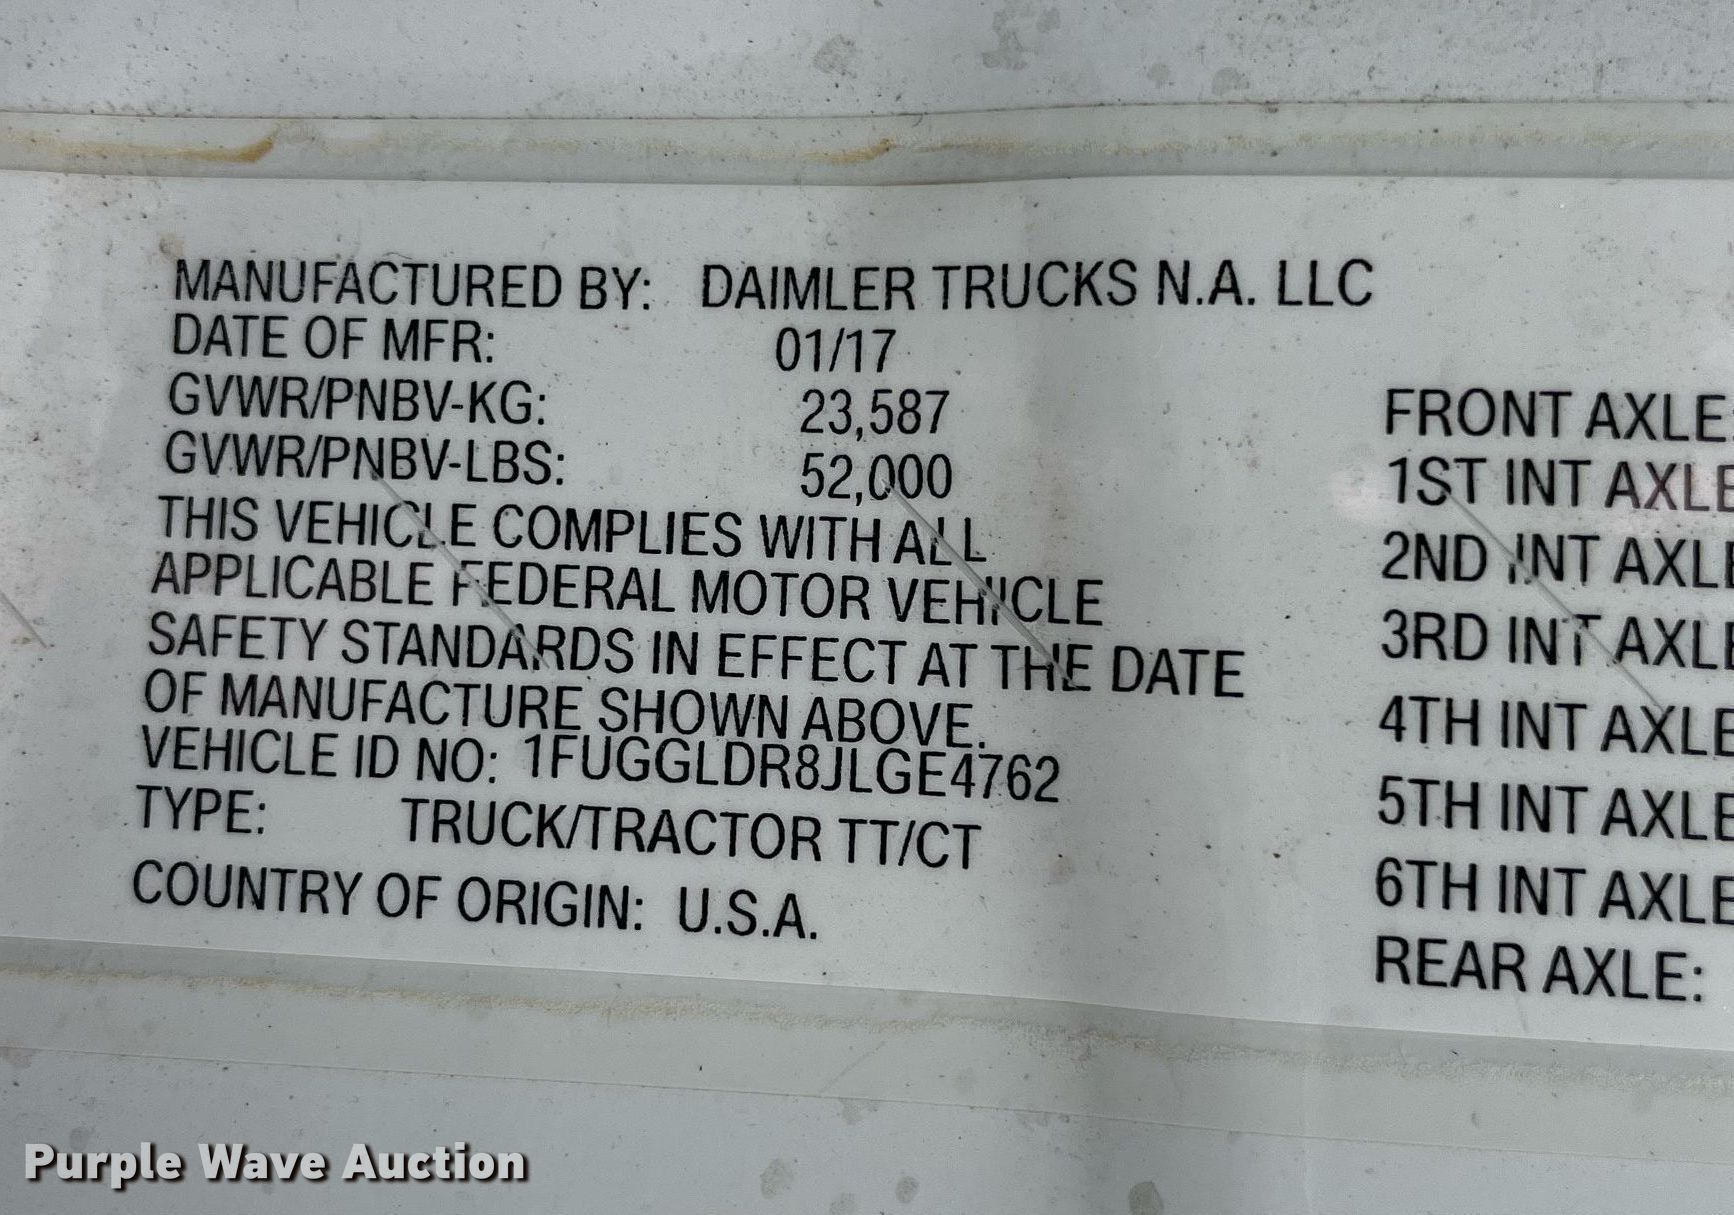 MANUFACTURED BY: DAIMLER TRUCKS N.A. LLC
DATE OF MFR: 01/17
GVWR/PNBV-KG: 23,587
GVWR/PNBV-LBS: 52,000
THIS VEHICLE COMPLIES WITH ALL
APPLICABLE FEDERAL MOTOR VEHICLE
SAFETY STANDARDS IN EFFECT AT THE DATE
OF MANUFACTURE SHOWN ABOVE.
VEHICLE ID NO: 1FUGGLDR8JLGE4762
TYPE: TRUCK/TRACTOR TT/CT
COUNTRY OF ORIGIN: U.S.A.
FRONT AXLE:
1ST INT AXLE
2ND INT AXLE
3RD INT AXLE
4TH INT AXLE
5TH INT AXLE
6TH INT AXLE
REAR AXLE:
Purple Wave Auction